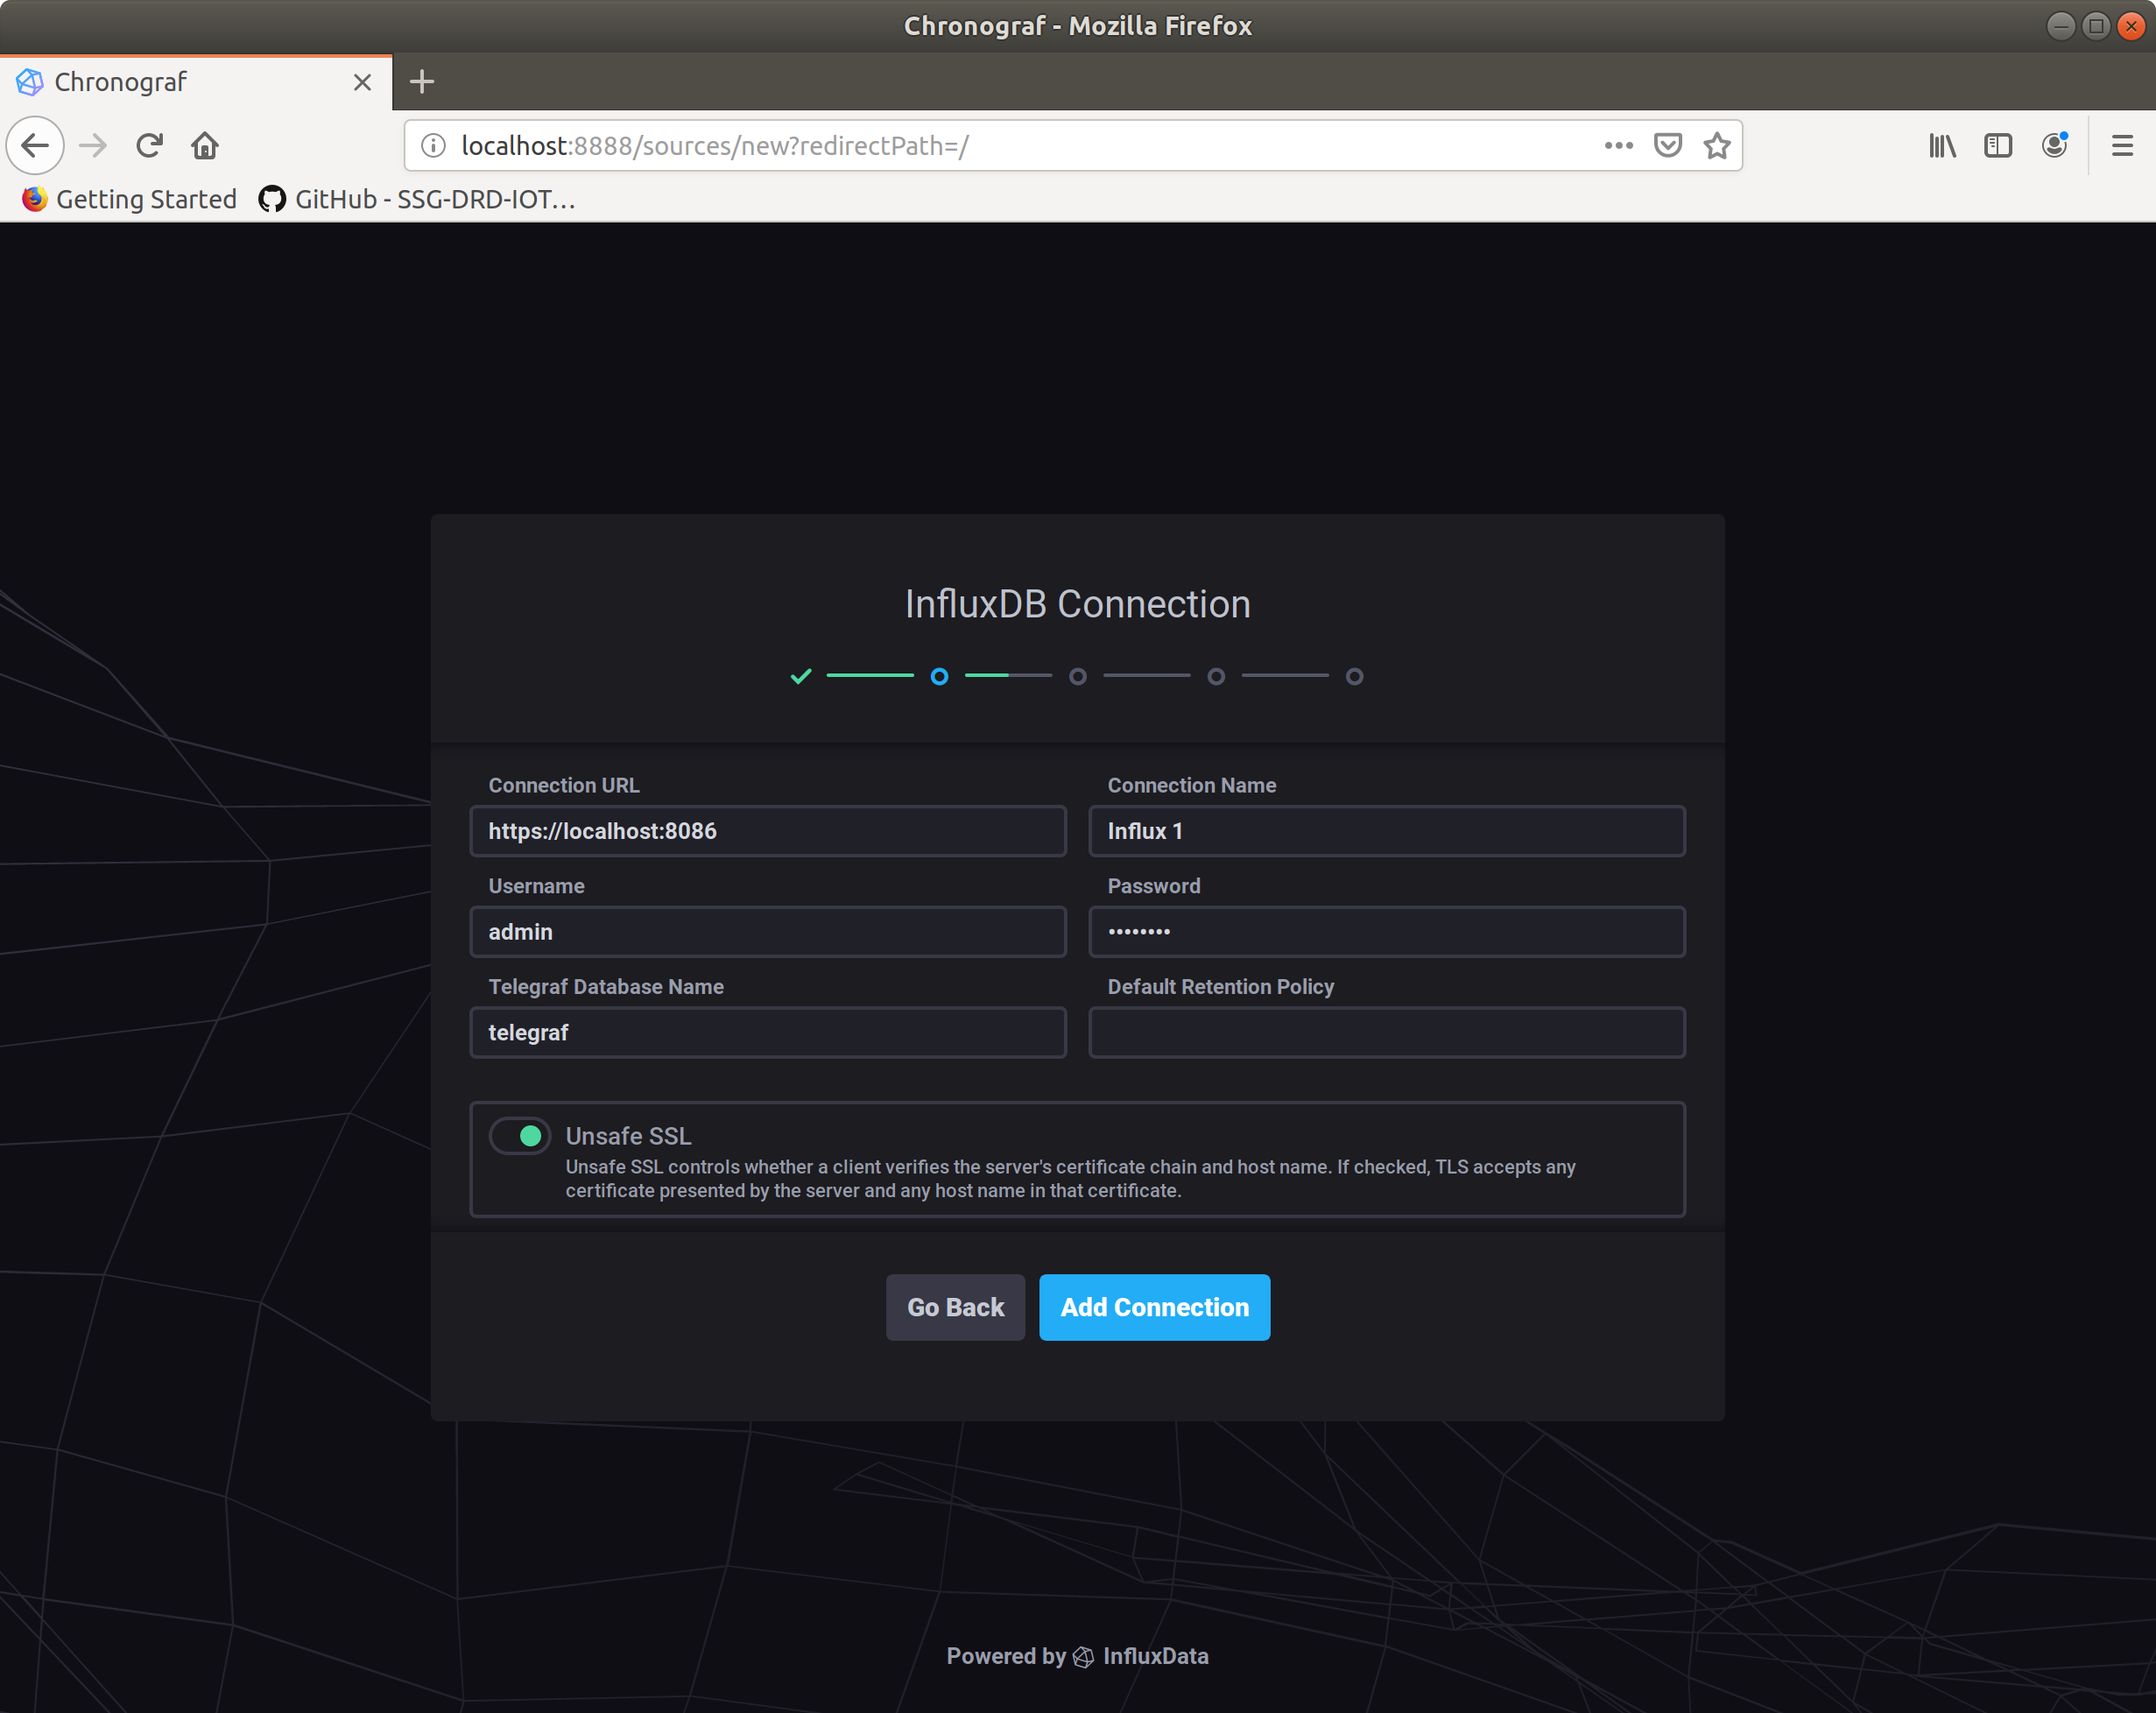 Chronograf - Mozilla Firefox
Chronograf
localhost:8888/sources/new?redirectPath=/
Getting Started
GitHub - SSG-DRD-IOT…
InfluxDB Connection
Connection URL
Connection Name
https://localhost:8086
Influx 1
Username
Password
admin
••••••••
Telegraf Database Name
Default Retention Policy
telegraf
Unsafe SSL
Unsafe SSL controls whether a client verifies the server's certificate chain and host name. If checked, TLS accepts any
certificate presented by the server and any host name in that certificate.
Go Back
Add Connection
Powered by InfluxData